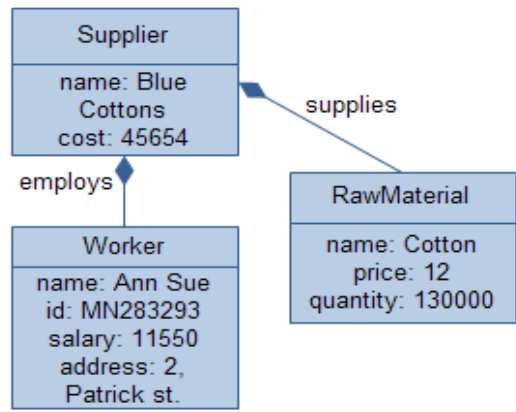 Supplier
name: Blue
Cottons
cost: 45654
supplies
employs
RawMaterial
name: Cotton
price: 12
quantity: 130000
Worker
name: Ann Sue
id: MN283293
salary: 11550
address: 2,
Patrick st.